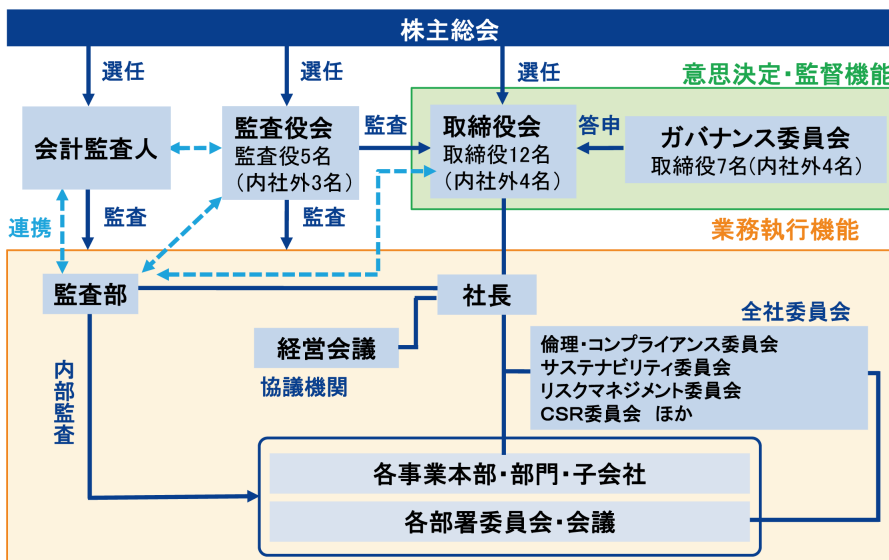 株主総会
選任
選任
選任
意思決定・監督機能
会計監査人
監査役会
監査役5名
(内社外3名)
監査
取締役会
取締役12名
(内社外4名)
答申
ガバナンス委員会
取締役7名(内社外4名)
連携
監査
監査
業務執行機能
監査部
社長
全社委員会
経営会議
協議機関
倫理・コンプライアンス委員会
サステナビリティ委員会
リスクマネジメント委員会
CSR委員会 ほか
内部監査
各事業本部・部門・子会社
各部署委員会・会議